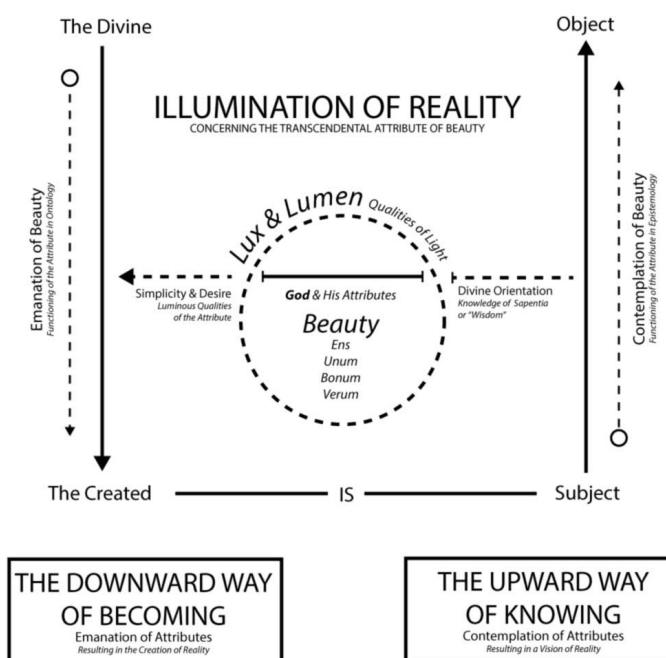 The Divine
Object
ILLUMINATION OF REALITY
CONCERNING THE TRANSCENDENTAL ATTRIBUTE OF BEAUTY
Emanation of Beauty
Functioning of the Attribute in Ontology
Lux & Lumen Qualities of Light
Contemplation of Beauty
Functioning of the Attribute in Epistemology
Simplicity & Desire
Luminous Qualities
of the Attribute
God & His Attributes
Beauty
Ens
Unum
Bonum
Verum
Divine Orientation
Knowledge of Sapentia
or "Wisdom"
The Created
IS
Subject
THE DOWNWARD WAY
OF BECOMING
Emanation of Attributes
Resulting in the Creation of Reality
THE UPWARD WAY
OF KNOWING
Contemplation of Attributes
Resulting in a Vision of Reality